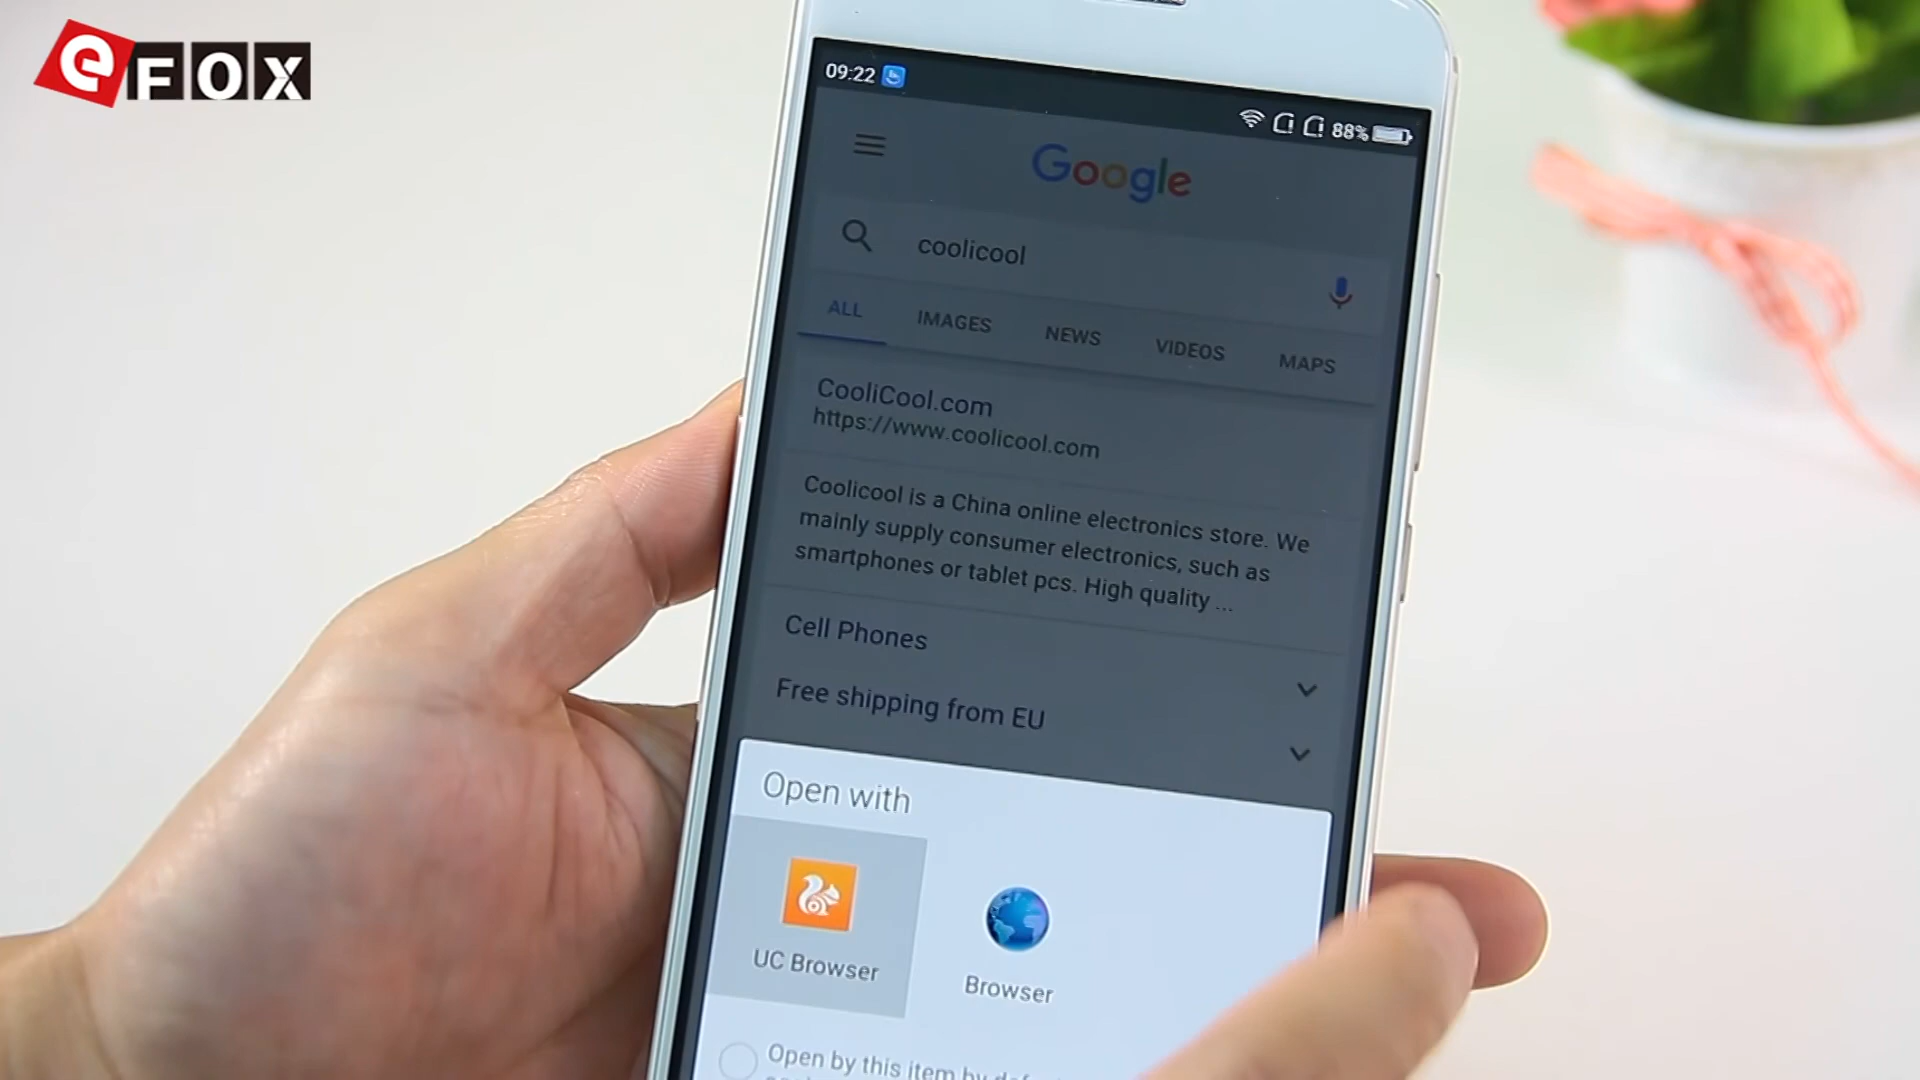 eFOX
09:22
88%
Google
coolicool
ALL IMAGES NEWS VIDEOS MAPS
CooliCool.com
https://www.coolicool.com
Coolicool is a China online electronics store. We
mainly supply consumer electronics, such as
smartphones or tablet pcs. High quality ...
Cell Phones
Free shipping from EU
Open with
UC Browser
Browser
Open by this item by